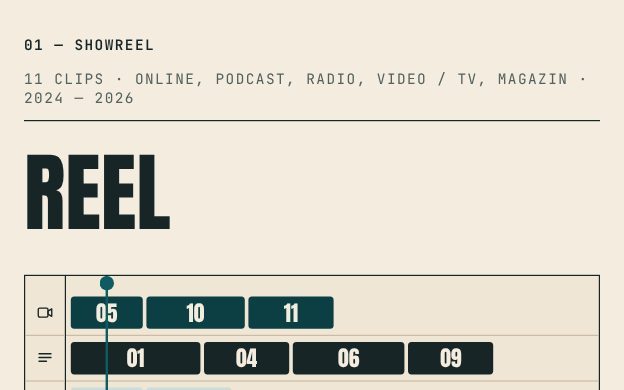 01 — SHOWREEL
11 CLIPS · ONLINE, PODCAST, RADIO, VIDEO / TV, MAGAZIN ·
2024 — 2026
REEL
05 10 11
01 04 06 09